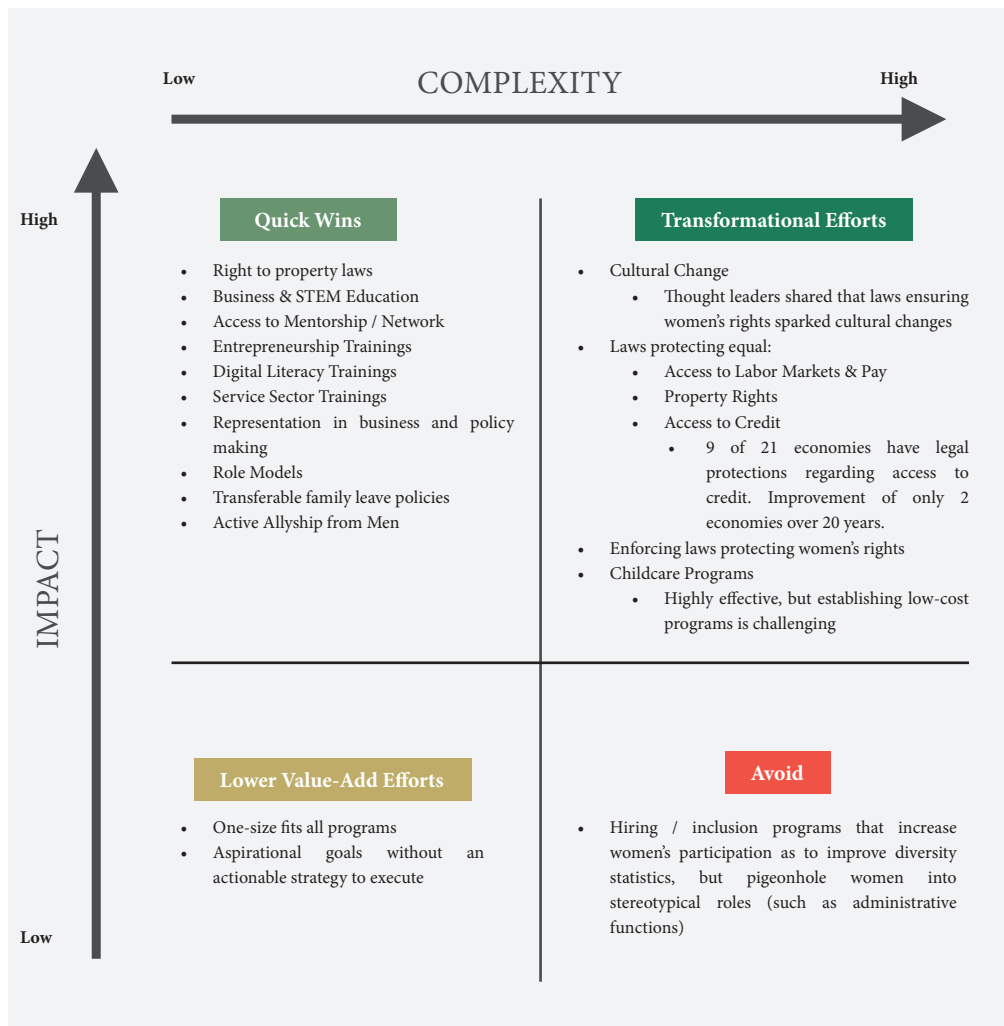 Low
COMPLEXITY
High
High
Quick Wins
• Right to property laws
• Business & STEM Education
• Access to Mentorship / Network
• Entrepreneurship Trainings
• Digital Literacy Trainings
• Service Sector Trainings
• Representation in business and policy
making
• Role Models
• Transferable family leave policies
• Active Allyship from Men
Transformational Efforts
• Cultural Change
• Thought leaders shared that laws ensuring
women's rights sparked cultural changes
• Laws protecting equal:
• Access to Labor Markets & Pay
• Property Rights
• Access to Credit
• 9 of 21 economies have legal
protections regarding access to
credit. Improvement of only 2
economies over 20 years.
• Enforcing laws protecting women's rights
• Childcare Programs
• Highly effective, but establishing low-cost
programs is challenging
IMPACT
Lower Value-Add Efforts
• One-size fits all programs
• Aspirational goals without an
actionable strategy to execute
Avoid
• Hiring / inclusion programs that increase
women's participation as to improve diversity
statistics, but pigeonhole women into
stereotypical roles (such as administrative
functions)
Low